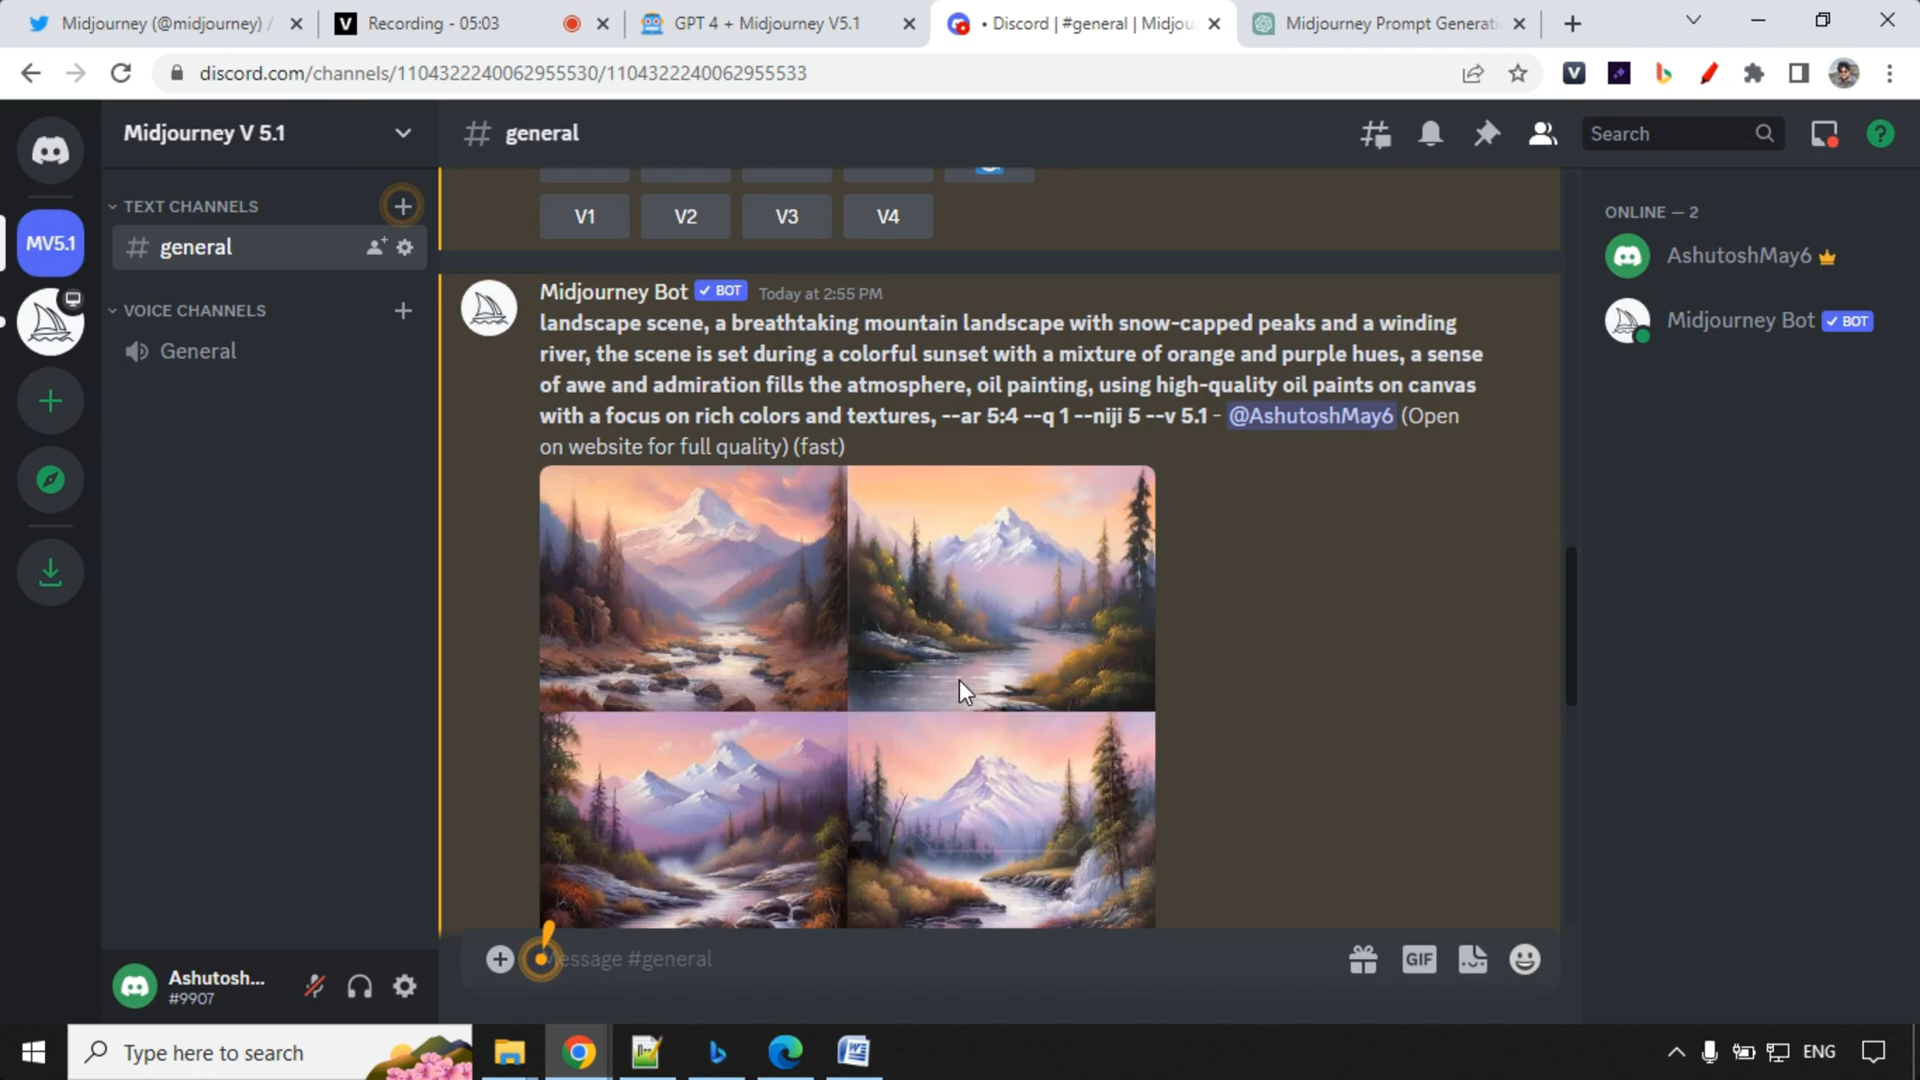 Midjourney (@midjourney) /
Recording - 05:03
GPT 4 + Midjourney V5.1
• Discord | #general | Midjou
Midjourney Prompt Generati
discord.com/channels/1104322240062955530/1104322240062955533
Midjourney V 5.1
general
Search
TEXT CHANNELS
general
VOICE CHANNELS
General
MV5.1
V1 V2 V3 V4
Midjourney Bot BOT Today at 2:55 PM
landscape scene, a breathtaking mountain landscape with snow-capped peaks and a winding
river, the scene is set during a colorful sunset with a mixture of orange and purple hues, a sense
of awe and admiration fills the atmosphere, oil painting, using high-quality oil paints on canvas
with a focus on rich colors and textures, --ar 5:4 --q 1 --niji 5 --v 5.1 - @AshutoshMay6 (Open
on website for full quality) (fast)
Message #general
GIF
ONLINE — 2
AshutoshMay6
Midjourney Bot BOT
Ashutosh...
#9907
Type here to search
ENG